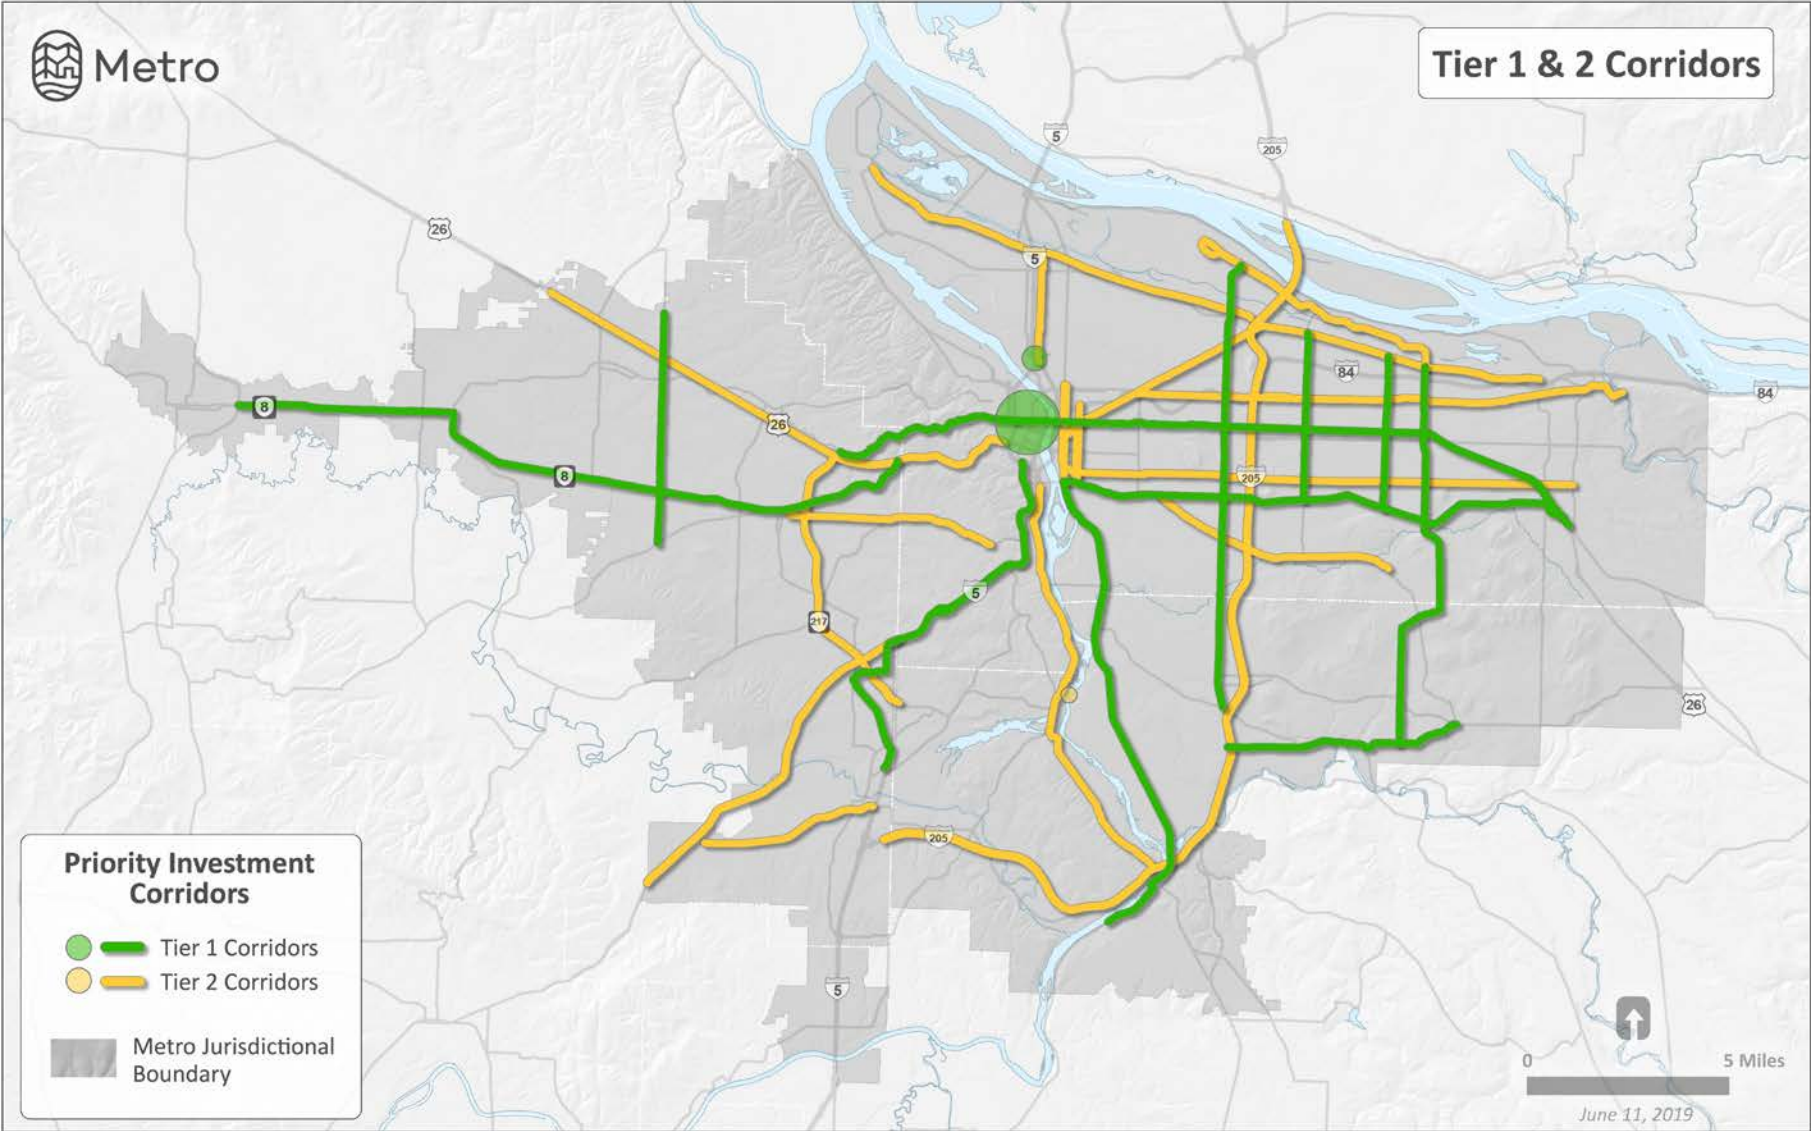 Metro
Tier 1 & 2 Corridors
5
205
26
5
84
84
8
26
8
205
5
217
26
205
5
Priority Investment
Corridors
Tier 1 Corridors
Tier 2 Corridors
Metro Jurisdictional
Boundary
0 5 Miles
June 11, 2019